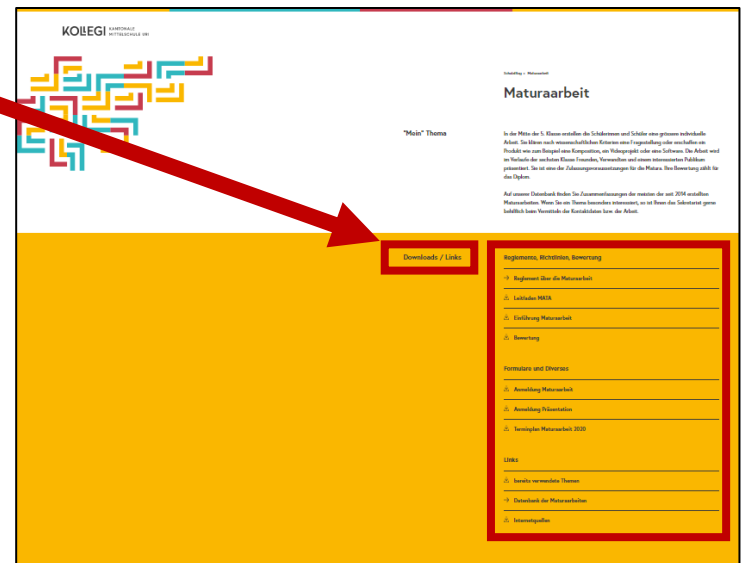 KOLLEGI KANTONALE
MITTELSCHULE URI
Schulalltag > Maturaarbeit
Maturaarbeit
"Mein" Thema
In der Mitte der 5. Klasse erstellen die Schülerinnen und Schüler eine grössere individuelle
Arbeit. Sie klären nach wissenschaftlichen Kriterien eine Fragestellung oder erschaffen ein
Produkt wie zum Beispiel eine Komposition, ein Videoprojekt oder eine Software. Die Arbeit wird
im Verlaufe der sechsten Klasse Freunden, Verwandten und einem interessierten Publikum
präsentiert. Sie ist eine der Zulassungsvoraussetzungen für die Matura. Ihre Bewertung zählt für
das Diplom.
Auf unserer Datenbank finden Sie Zusammenfassungen der meisten der seit 2014 erstellten
Maturaarbeiten. Wenn Sie ein Thema besonders interessiert, so ist Ihnen das Sekretariat gerne
behilflich beim Vermitteln der Kontaktdaten bzw. der Arbeit.
Downloads / Links
Reglemente, Richtlinien, Bewertung
→ Reglement über die Maturaarbeit
Leitfaden MATA
Einführung Maturaarbeit
Bewertung
Formulare und Diverses
Anmeldung Maturaarbeit
Anmeldung Präsentation
Terminplan Maturaarbeit 2020
Links
bereits verwendete Themen
→ Datenbank der Maturaarbeiten
Internetquellen